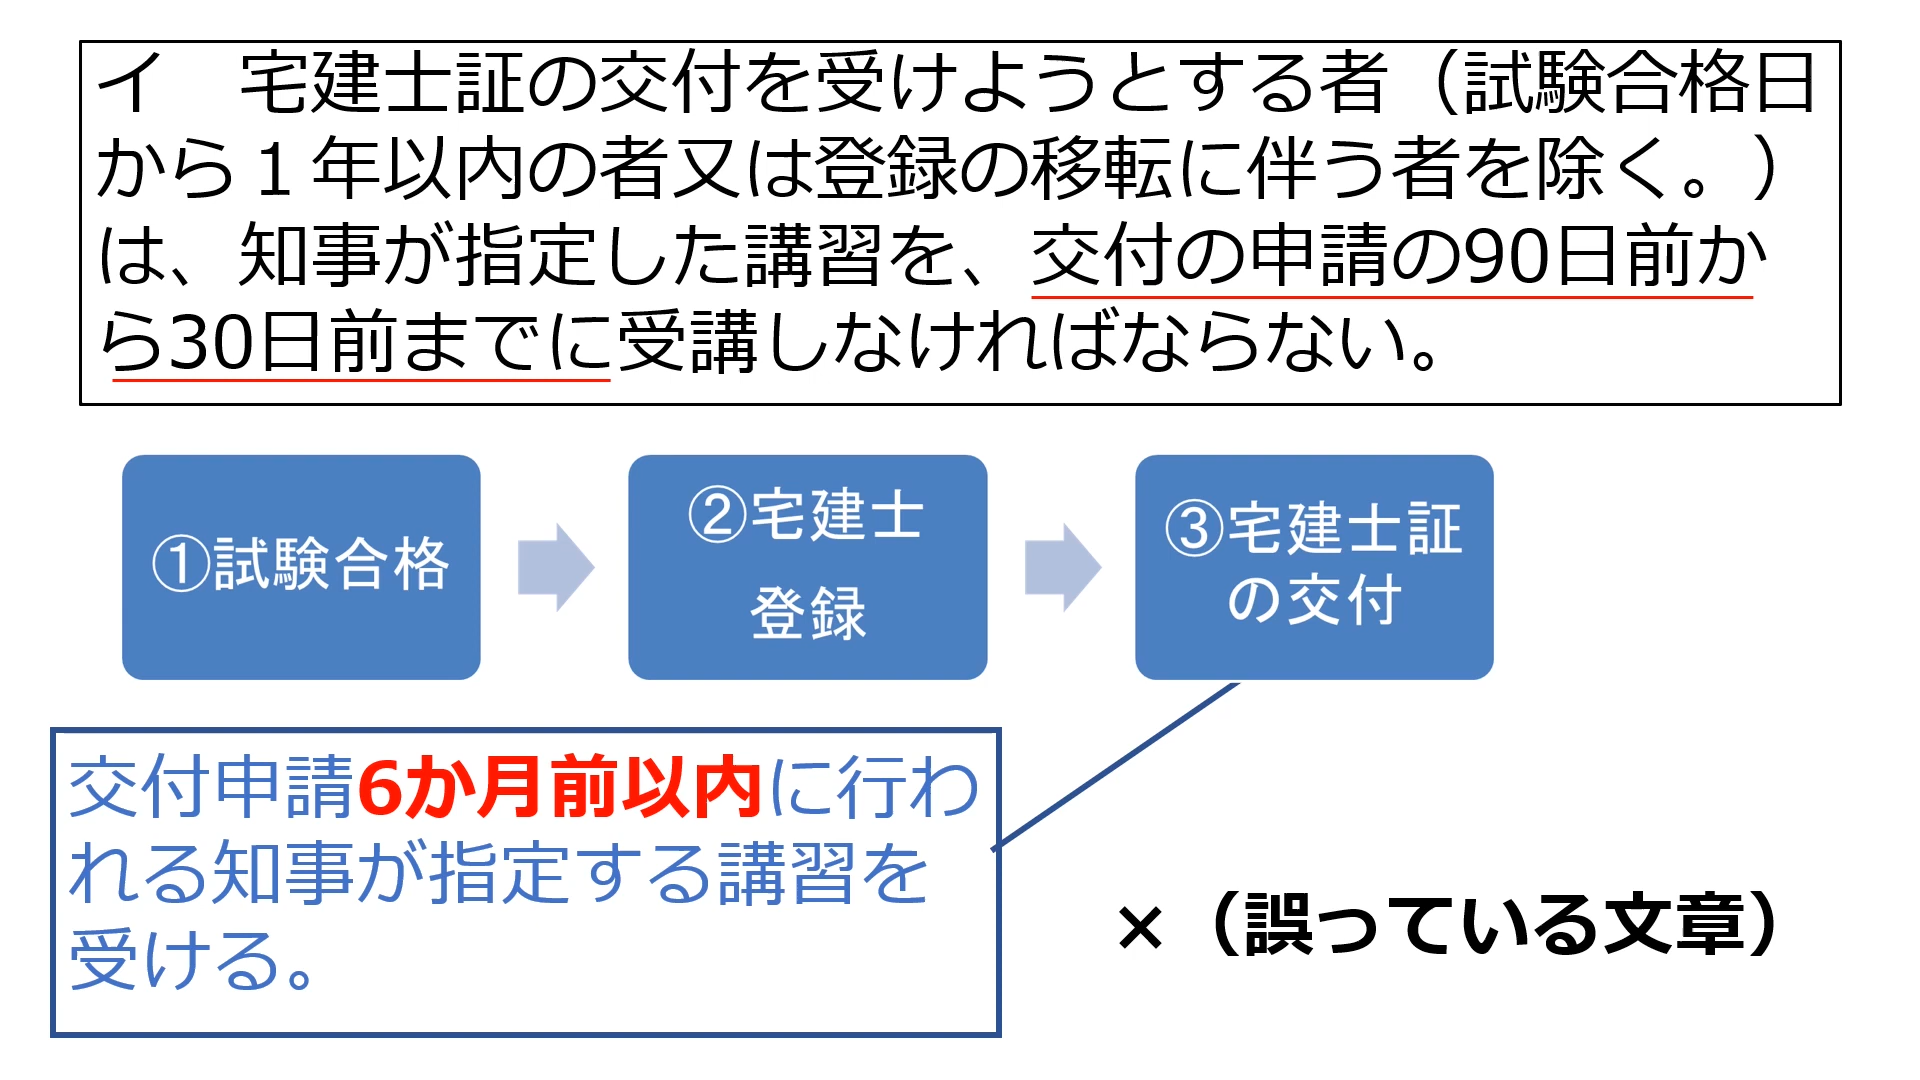 イ　宅建士証の交付を受けようとする者（試験合格日
から１年以内の者又は登録の移転に伴う者を除く。）
は、知事が指定した講習を、交付の申請の90日前か
ら30日前までに受講しなければならない。
①試験合格
②宅建士
登録
③宅建士証
の交付
交付申請6か月前以内に行わ
れる知事が指定する講習を
受ける。
×（誤っている文章）